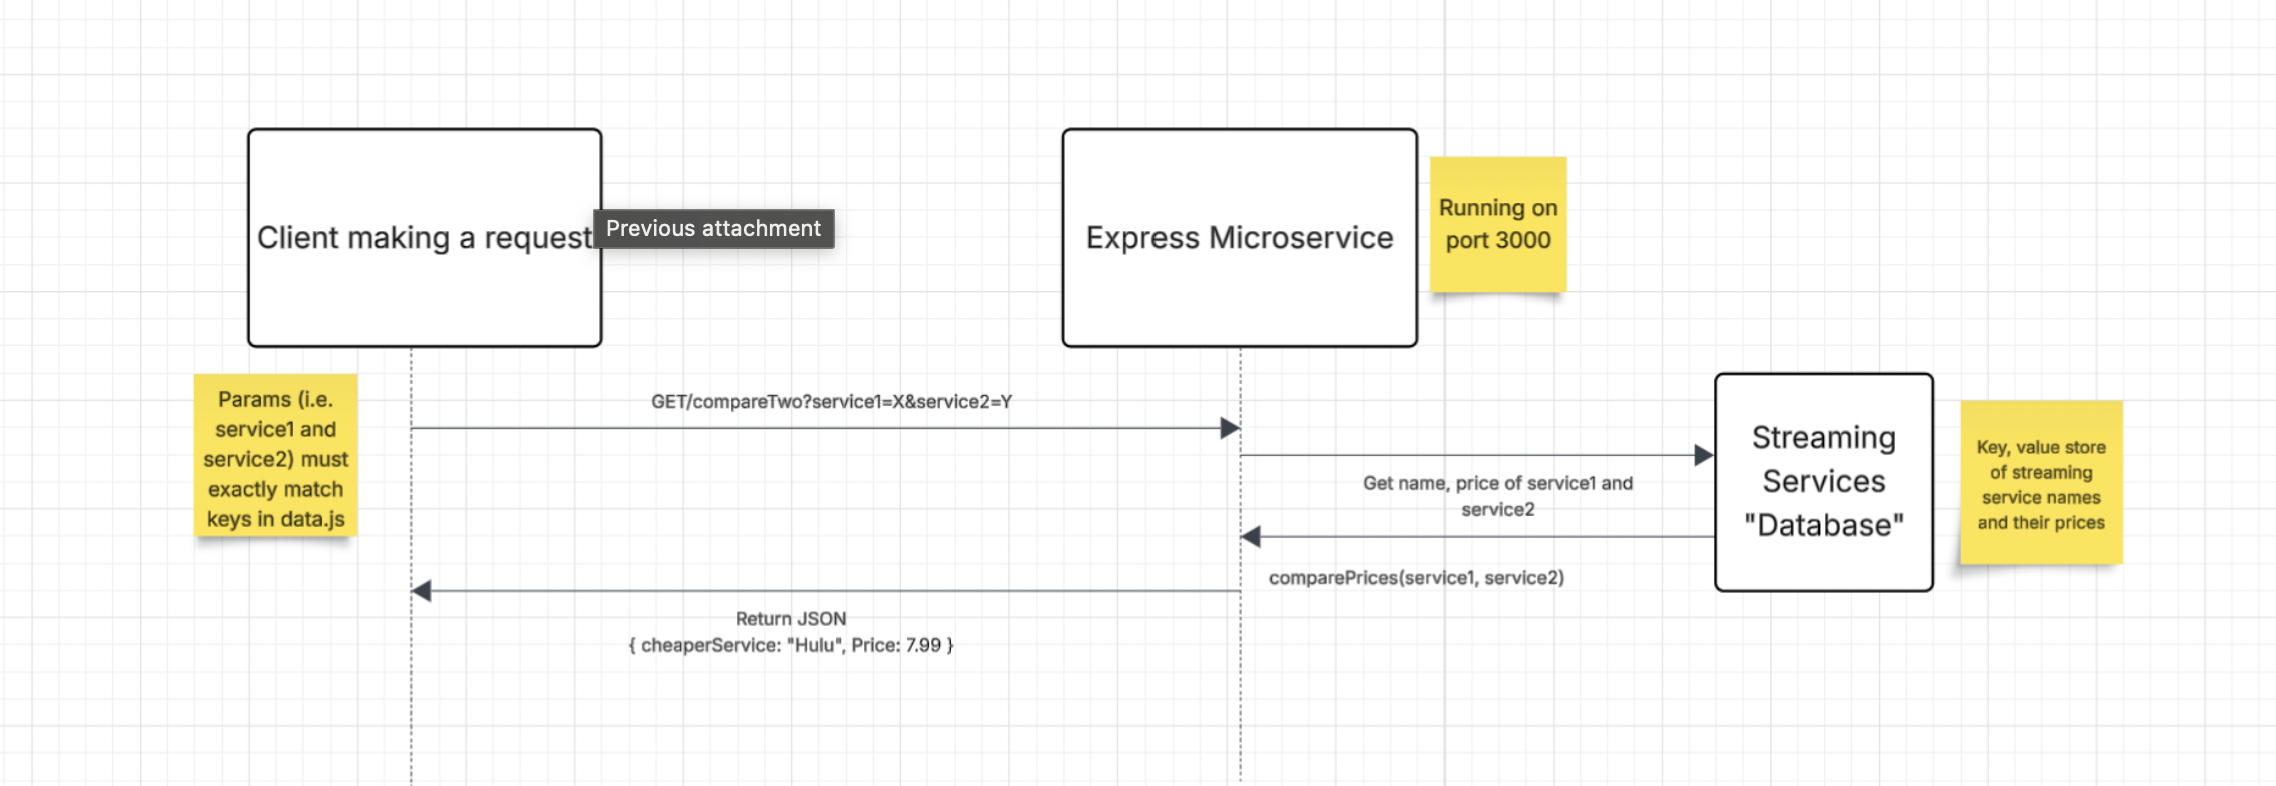 Client making a request
Previous attachment
Express Microservice
Running on
port 3000
Params (i.e.
service1 and
service2) must
exactly match
keys in data.js
GET/compareTwo?service1=X&service2=Y
Get name, price of service1 and
service2
Streaming
Services
"Database"
Key, value store
of streaming
service names
and their prices
comparePrices(service1, service2)
Return JSON
{ cheaperService: "Hulu", Price: 7.99 }